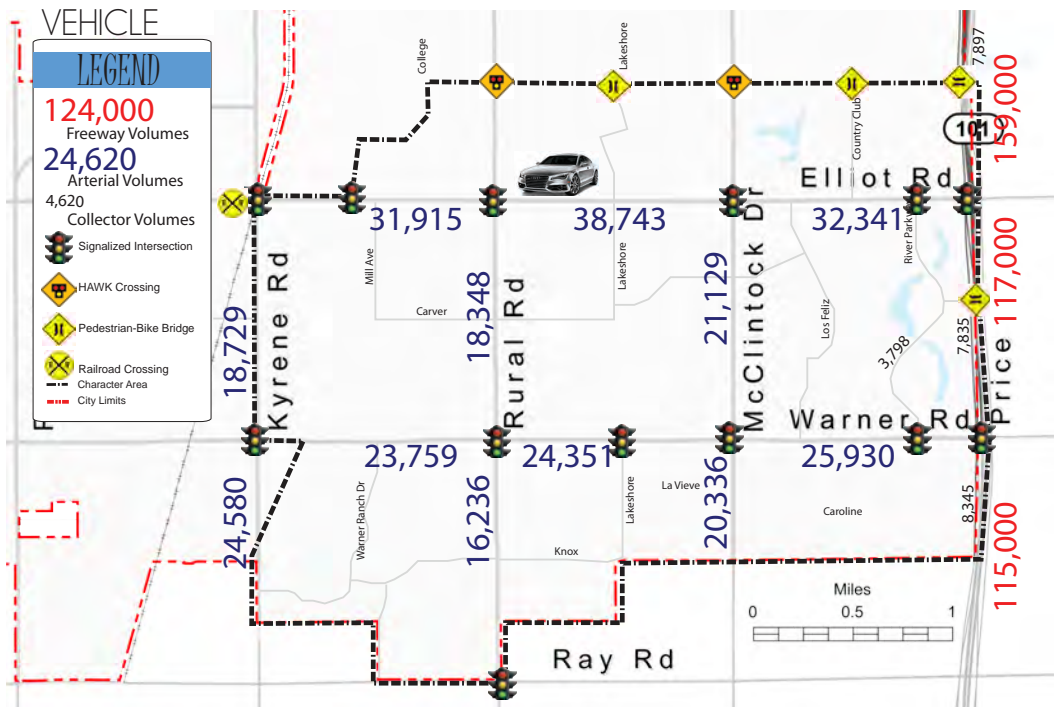 VEHICLE
LEGEND
124,000
Freeway Volumes
24,620
Arterial Volumes
4,620
Collector Volumes
Signalized Intersection
HAWK Crossing
Pedestrian-Bike Bridge
Railroad Crossing
Character Area
City Limits
College
Lakeshore
Country Club
7,897
159,000
101
Elliot Rd
31,915
38,743
32,341
Mill Ave
Lakeshore
River Parkw
Kyrene Rd
18,729
Carver
18,348
Rural Rd
21,129
McClintock Dr
Los Feliz
3,798
7,835
117,000
Price
Warner Rd
23,759
24,351
25,930
24,580
Warner Ranch Dr
16,236
Lakeshore
La Vieve
20,336
Caroline
8,345
115,000
Knox
Miles
0 0.5 1
Ray Rd